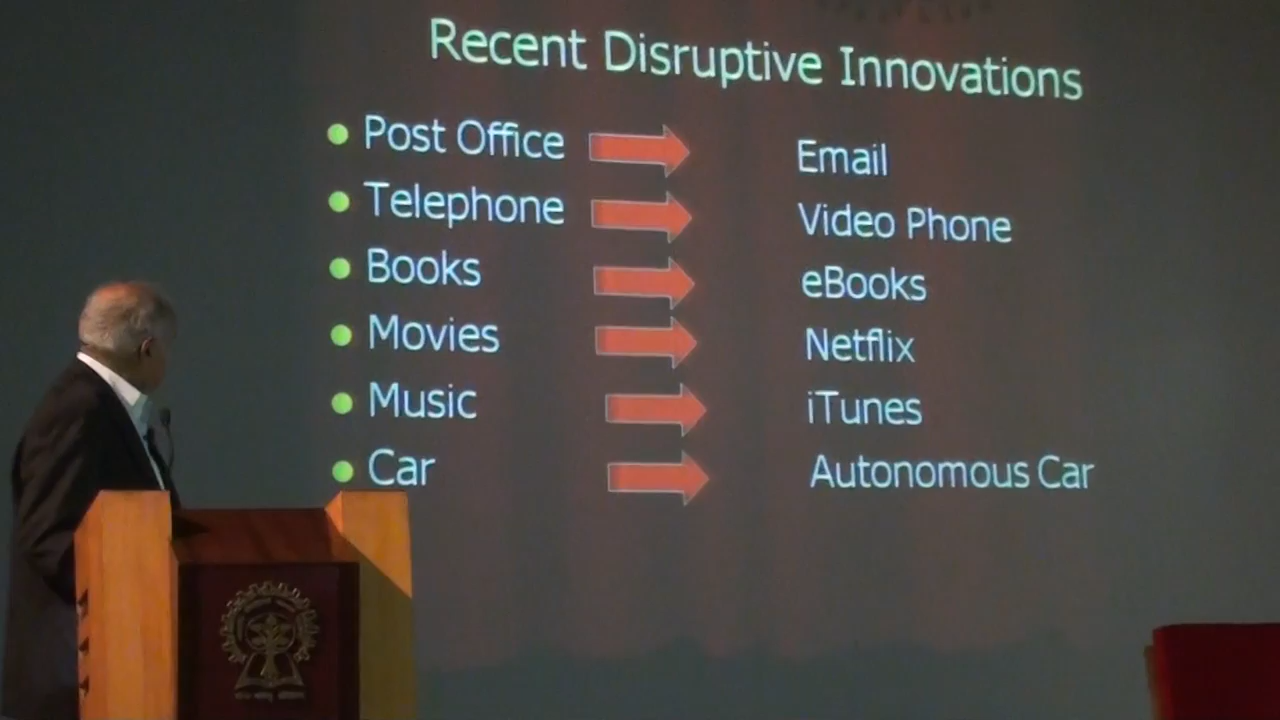 Recent Disruptive Innovations
Post Office Email
Telephone Video Phone
Books eBooks
Movies Netflix
Music iTunes
Car Autonomous Car